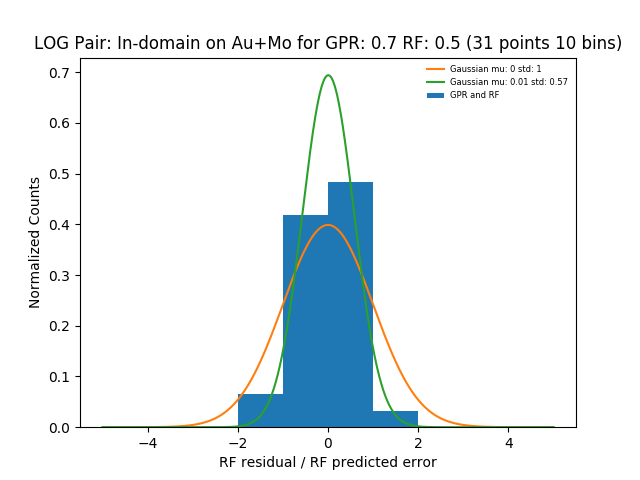 LOG Pair: In-domain on Au+Mo for GPR: 0.7 RF: 0.5 (31 points 10 bins)
Gaussian mu: 0 std: 1
Gaussian mu: 0.01 std: 0.57
GPR and RF
Normalized Counts
0.7
0.6
0.5
0.4
0.3
0.2
0.1
0.0
−4 −2 0 2 4
RF residual / RF predicted error